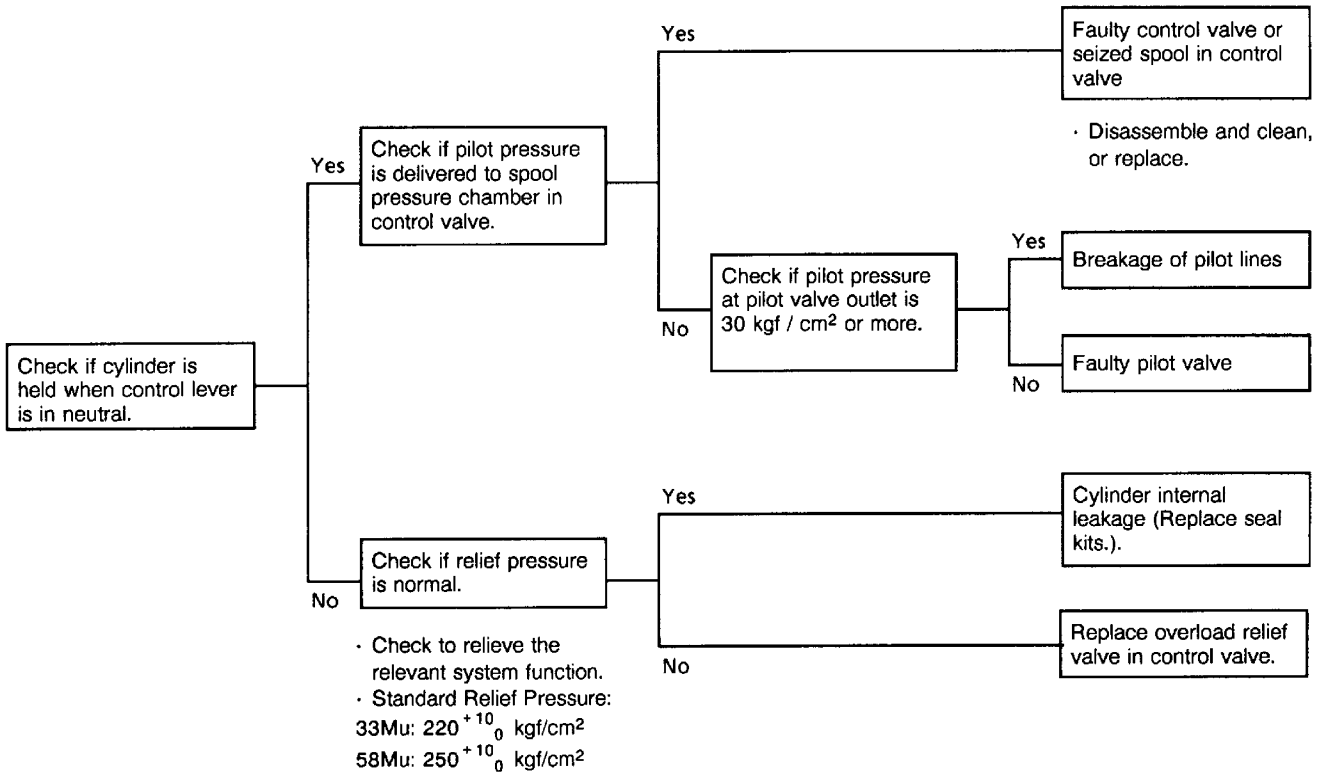 Check if cylinder is
held when control lever
is in neutral.
Yes
Check if pilot pressure
is delivered to spool
pressure chamber in
control valve.
Yes
Faulty control valve or
seized spool in control
valve
· Disassemble and clean,
or replace.
No
Check if pilot pressure
at pilot valve outlet is
30 kgf / cm² or more.
Yes
Breakage of pilot lines
No
Faulty pilot valve
No
Check if relief pressure
is normal.
· Check to relieve the
relevant system function.
· Standard Relief Pressure:
33Mu: 220 +10 0 kgf/cm²
58Mu: 250 +10 0 kgf/cm²
Yes
Cylinder internal
leakage (Replace seal
kits.).
No
Replace overload relief
valve in control valve.